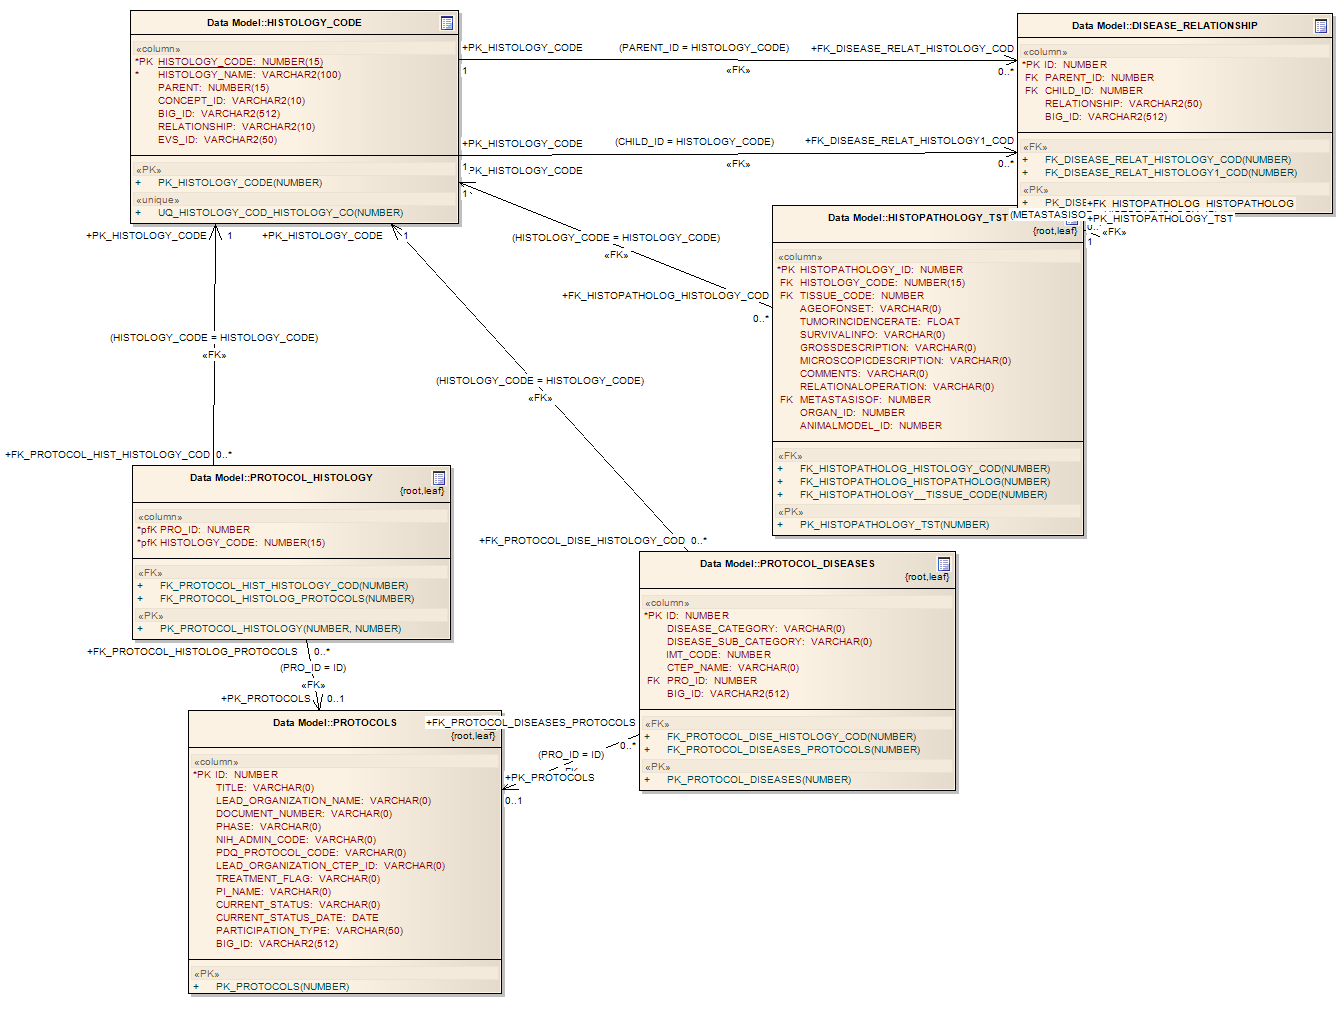 Data Model::HISTOLOGY_CODE
«column»
*PK HISTOLOGY_CODE: NUMBER(15)
* HISTOLOGY_NAME: VARCHAR2(100)
PARENT: NUMBER(15)
CONCEPT_ID: VARCHAR2(10)
BIG_ID: VARCHAR2(512)
RELATIONSHIP: VARCHAR2(10)
EVS_ID: VARCHAR2(50)
«PK»
+ PK_HISTOLOGY_CODE(NUMBER)
«unique»
+ UQ_HISTOLOGY_COD_HISTOLOGY_CO(NUMBER)
+PK_HISTOLOGY_CODE
(PARENT_ID = HISTOLOGY_CODE)
+FK_DISEASE_RELAT_HISTOLOGY_COD
1
«FK»
0..*
+PK_HISTOLOGY_CODE
(CHILD_ID = HISTOLOGY_CODE)
+FK_DISEASE_RELAT_HISTOLOGY1_COD
1
«FK»
0..*
Data Model::DISEASE_RELATIONSHIP
«column»
*PK ID: NUMBER
FK PARENT_ID: NUMBER
FK CHILD_ID: NUMBER
RELATIONSHIP: VARCHAR2(50)
BIG_ID: VARCHAR2(512)
«FK»
+ FK_DISEASE_RELAT_HISTOLOGY_COD(NUMBER)
+ FK_DISEASE_RELAT_HISTOLOGY1_COD(NUMBER)
«PK»
+FK_HISTOPATHOLOG_HISTOPATHOLOG
+PK_HISTOPATHOLOGY_TST
0..
«FK»
1
PK_HISTOLOGY_CODE
1
(HISTOLOGY_CODE = HISTOLOGY_CODE)
«FK»
+FK_HISTOPATHOLOG_HISTOLOGY_COD
0..*
Data Model::HISTOPATHOLOGY_TST
{root,leaf}
«column»
*PK HISTOPATHOLOGY_ID: NUMBER
FK HISTOLOGY_CODE: NUMBER(15)
FK TISSUE_CODE: NUMBER
AGEOFONSET: VARCHAR(0)
TUMORINCIDENCERATE: FLOAT
SURVIVALINFO: VARCHAR(0)
GROSSDESCRIPTION: VARCHAR(0)
MICROSCOPICDESCRIPTION: VARCHAR(0)
COMMENTS: VARCHAR(0)
RELATIONALOPERATION: VARCHAR(0)
FK METASTASISOF: NUMBER
ORGAN_ID: NUMBER
ANIMALMODEL_ID: NUMBER
«FK»
+ FK_HISTOPATHOLOG_HISTOLOGY_COD(NUMBER)
+ FK_HISTOPATHOLOG_HISTOPATHOLOG(NUMBER)
+ FK_HISTOPATHOLOGY__TISSUE_CODE(NUMBER)
«PK»
+ PK_HISTOPATHOLOGY_TST(NUMBER)
+PK_HISTOLOGY_CODE 1
+PK_HISTOLOGY_CODE 1
(HISTOLOGY_CODE = HISTOLOGY_CODE)
«FK»
+FK_PROTOCOL_HIST_HISTOLOGY_COD 0..*
(HISTOLOGY_CODE = HISTOLOGY_CODE)
«FK»
+FK_PROTOCOL_DISE_HISTOLOGY_COD 0..*
Data Model::PROTOCOL_HISTOLOGY
{root,leaf}
«column»
*pfK PRO_ID: NUMBER
*pfK HISTOLOGY_CODE: NUMBER(15)
«FK»
+ FK_PROTOCOL_HIST_HISTOLOGY_COD(NUMBER)
+ FK_PROTOCOL_HISTOLOG_PROTOCOLS(NUMBER)
«PK»
+ PK_PROTOCOL_HISTOLOGY(NUMBER, NUMBER)
+FK_PROTOCOL_HISTOLOG_PROTOCOLS 0..*
(PRO_ID = ID)
«FK»
+PK_PROTOCOLS 0..1
Data Model::PROTOCOL_DISEASES
{root,leaf}
«column»
*PK ID: NUMBER
DISEASE_CATEGORY: VARCHAR(0)
DISEASE_SUB_CATEGORY: VARCHAR(0)
IMT_CODE: NUMBER
CTEP_NAME: VARCHAR(0)
FK PRO_ID: NUMBER
BIG_ID: VARCHAR2(512)
«FK»
+ FK_PROTOCOL_DISE_HISTOLOGY_COD(NUMBER)
+ FK_PROTOCOL_DISEASES_PROTOCOLS(NUMBER)
«PK»
+ PK_PROTOCOL_DISEASES(NUMBER)
+FK_PROTOCOL_DISEASES_PROTOCOLS
0..*
(PRO_ID = ID)
+PK_PROTOCOLS
0..1
Data Model::PROTOCOLS
{root,leaf}
«column»
*PK ID: NUMBER
TITLE: VARCHAR(0)
LEAD_ORGANIZATION_NAME: VARCHAR(0)
DOCUMENT_NUMBER: VARCHAR(0)
PHASE: VARCHAR(0)
NIH_ADMIN_CODE: VARCHAR(0)
PDQ_PROTOCOL_CODE: VARCHAR(0)
LEAD_ORGANIZATION_CTEP_ID: VARCHAR(0)
TREATMENT_FLAG: VARCHAR(0)
PI_NAME: VARCHAR(0)
CURRENT_STATUS: VARCHAR(0)
CURRENT_STATUS_DATE: DATE
PARTICIPATION_TYPE: VARCHAR(50)
BIG_ID: VARCHAR2(512)
«PK»
+ PK_PROTOCOLS(NUMBER)